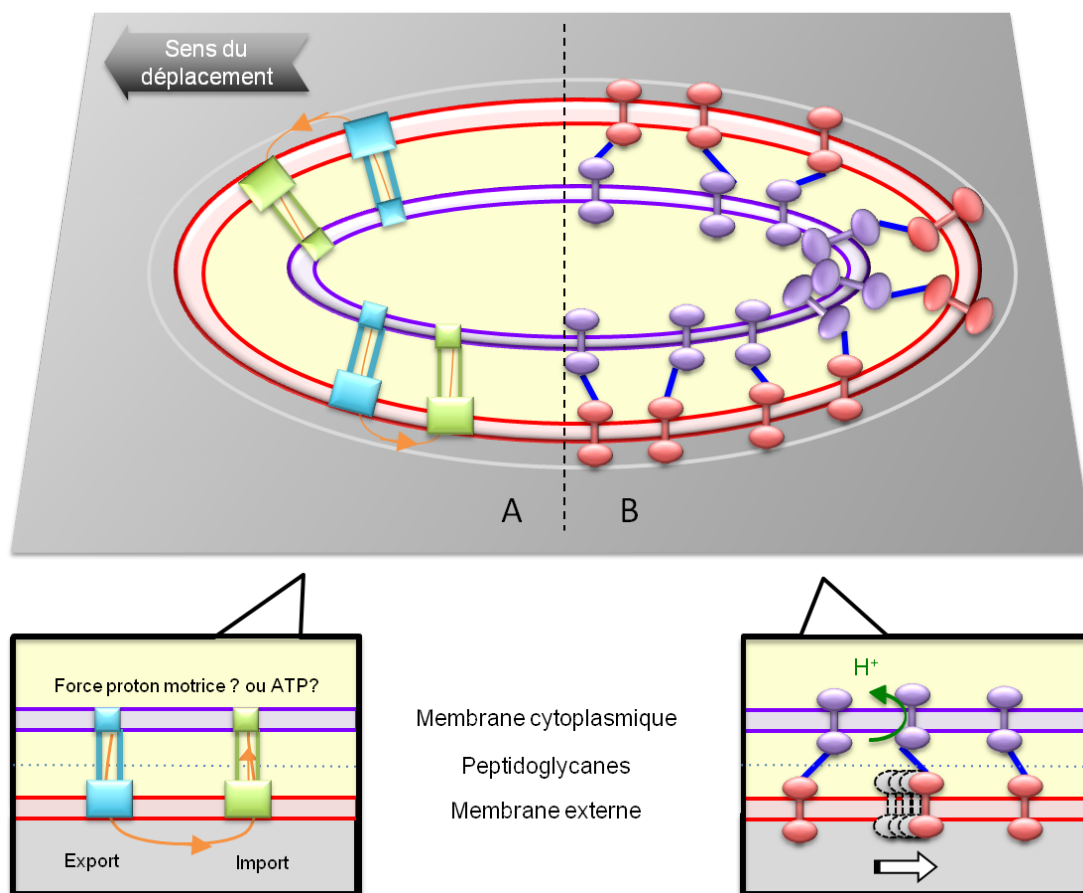 Sens du
déplacement
A
B
Force proton motrice ? ou ATP?
Export
Import
Membrane cytoplasmique
Peptidoglycanes
Membrane externe
H⁺